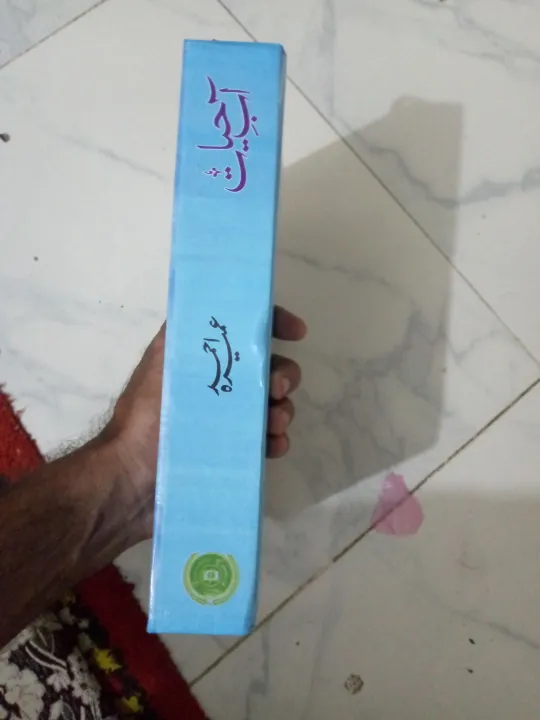 آبِ حیات
عمیرہ احمد